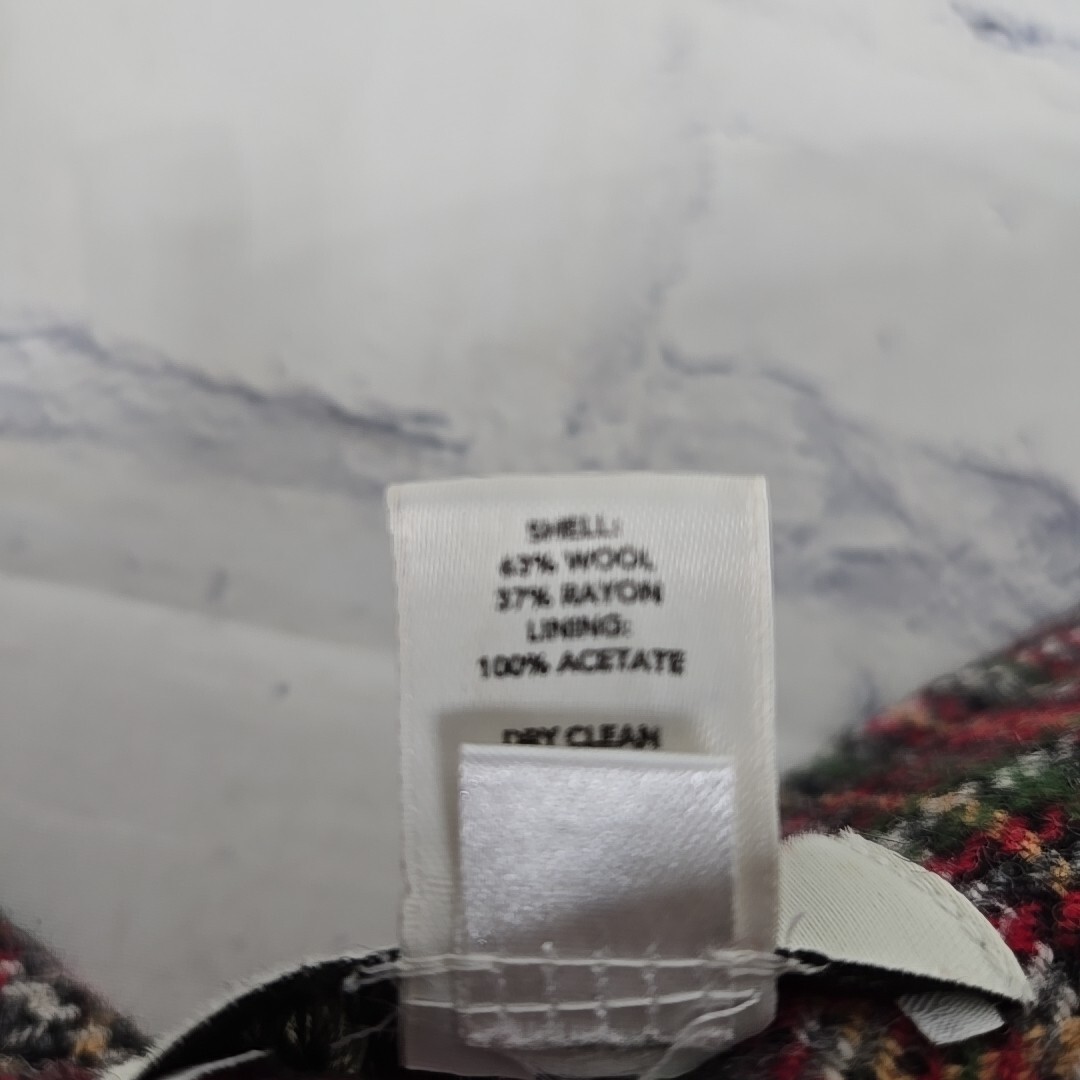 SHELL:
63% WOOL
37% RAYON
LINING:
100% ACETATE
DRY CLEAN